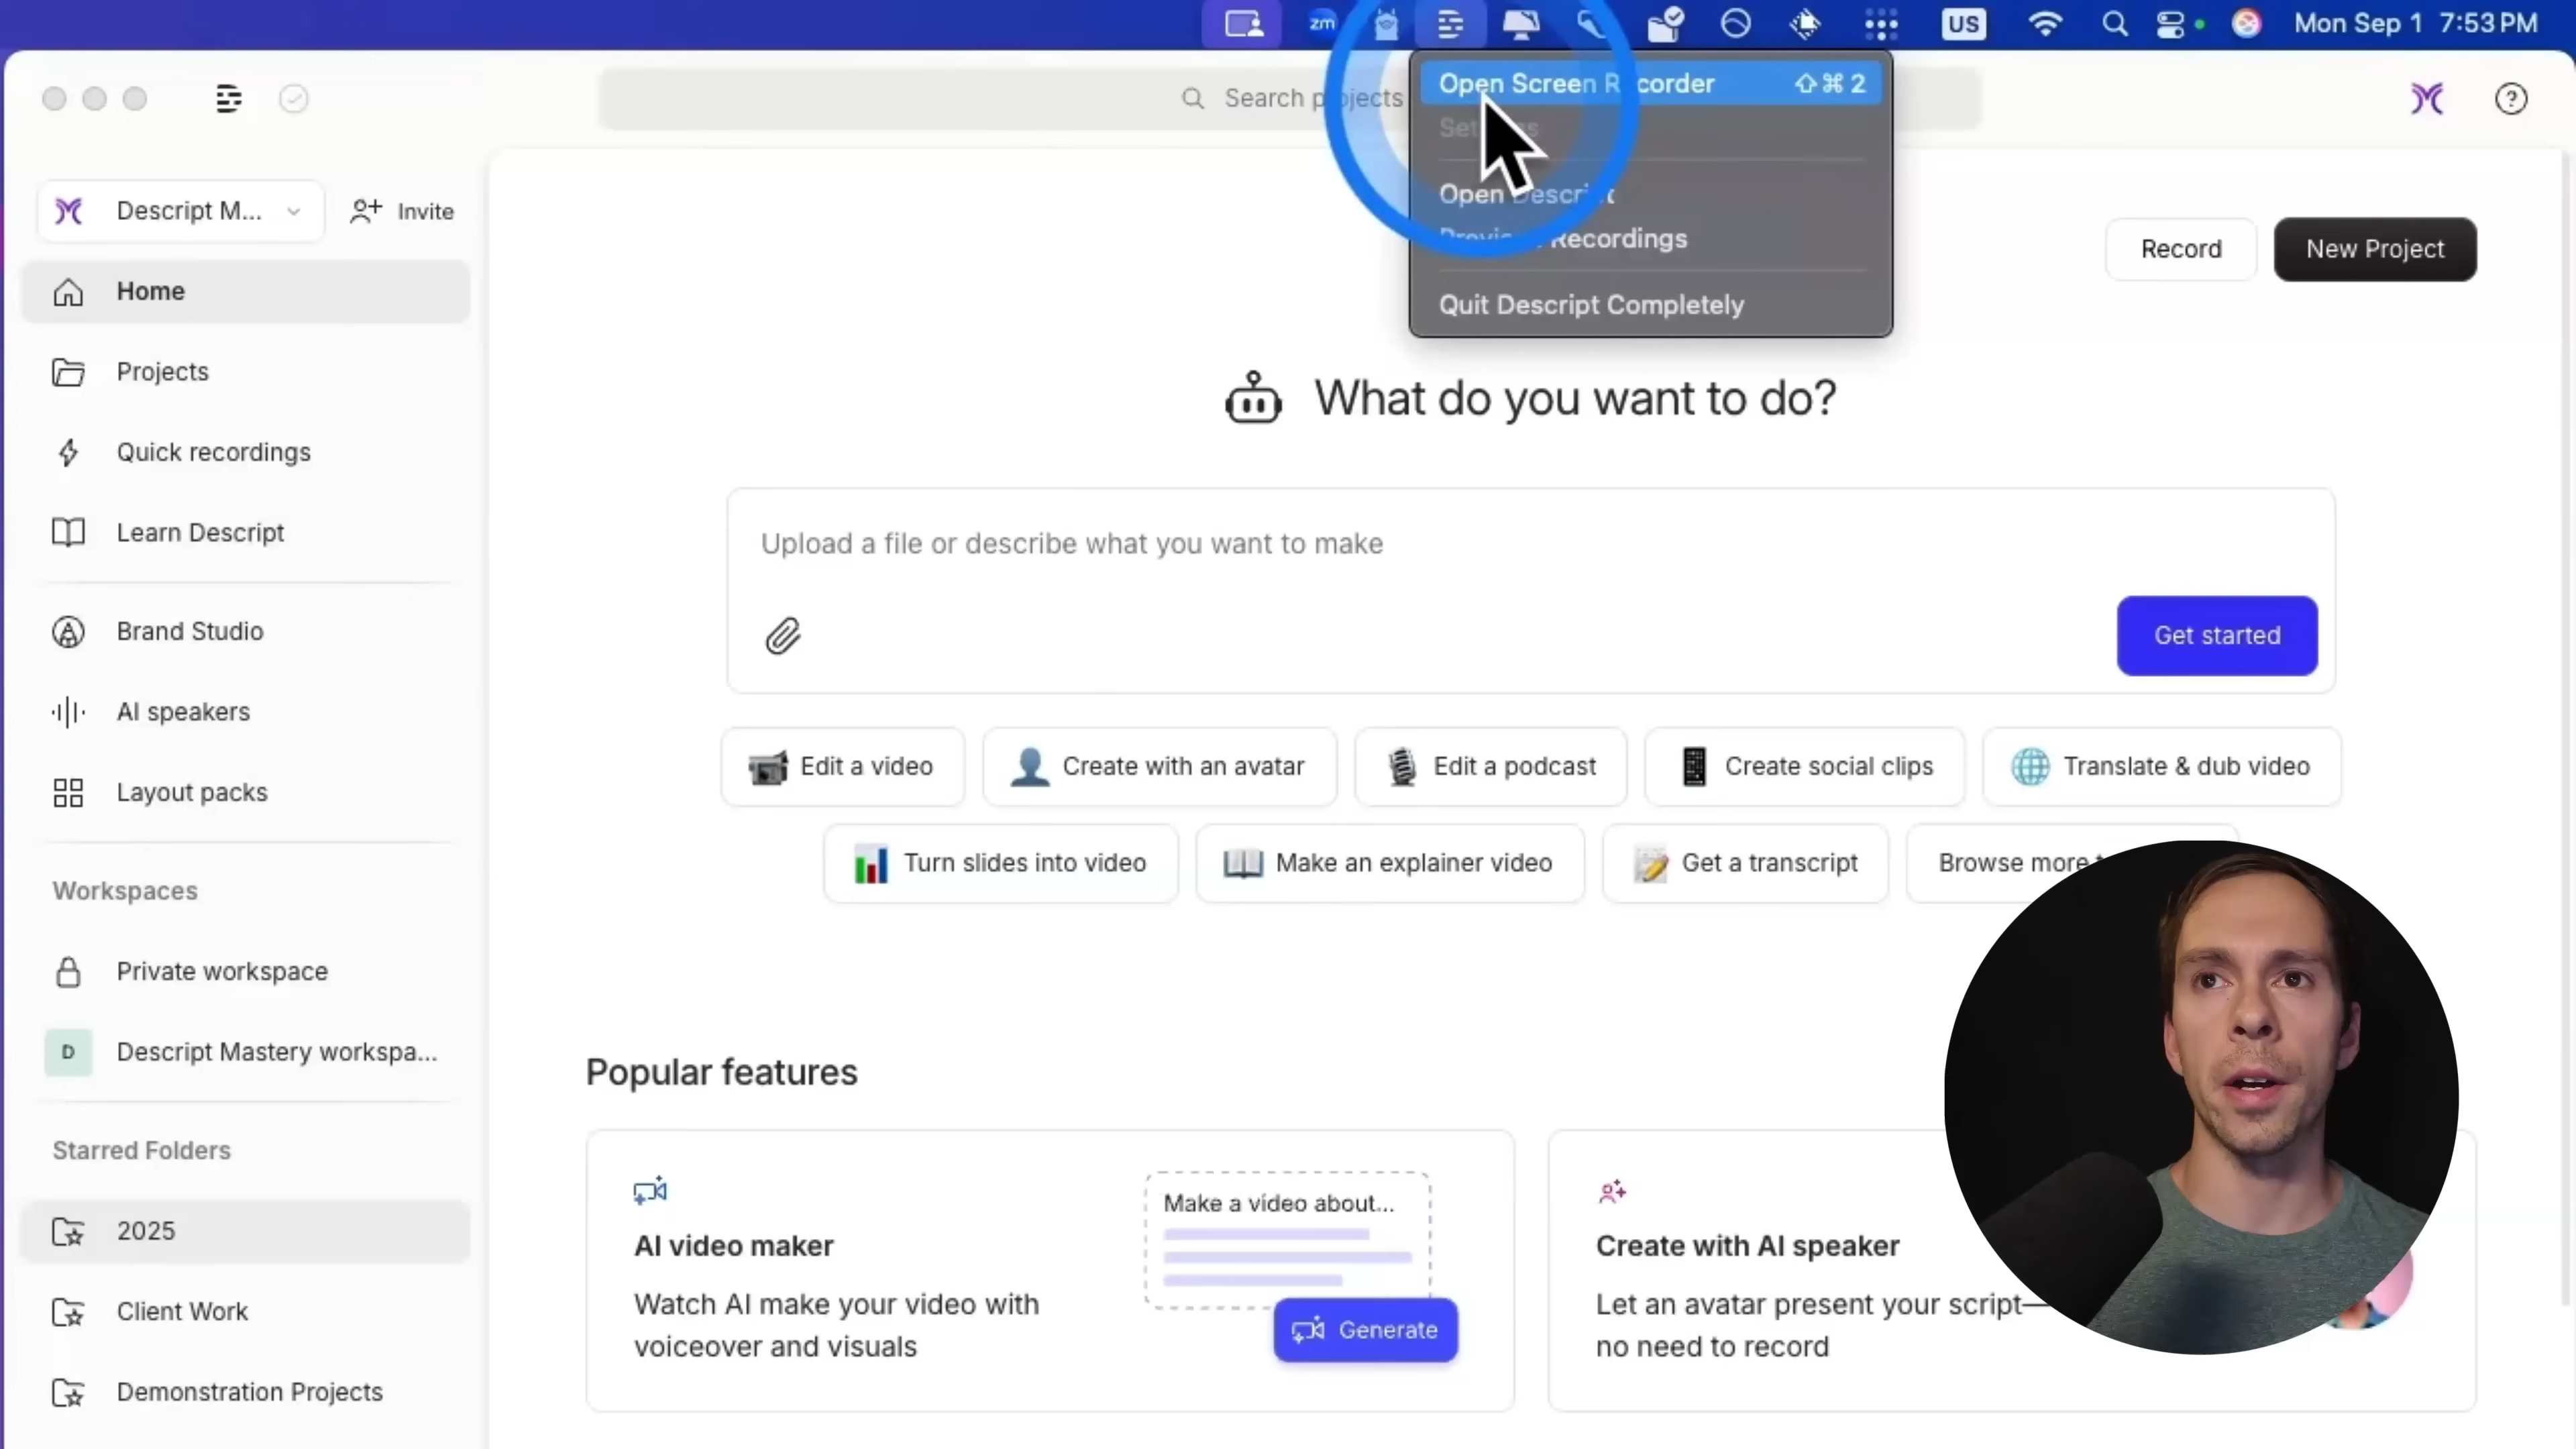 zm
US
Mon Sep 1 7:53 PM
Search projects
Open Screen Recorder ⇧⌘ 2
Settings
Open Descript
Previous Recordings
Quit Descript Completely
Descript M...
Invite
Record
New Project
Home
Projects
Quick recordings
Learn Descript
Brand Studio
AI speakers
Layout packs
Workspaces
Private workspace
D
Descript Mastery workspa...
Starred Folders
2025
Client Work
Demonstration Projects
What do you want to do?
Upload a file or describe what you want to make
Get started
Edit a video
Create with an avatar
Edit a podcast
Create social clips
Translate & dub video
Turn slides into video
Make an explainer video
Get a transcript
Browse more
Popular features
AI video maker
Watch AI make your video with
voiceover and visuals
Make a video about...
Generate
Create with AI speaker
Let an avatar present your script—
no need to record